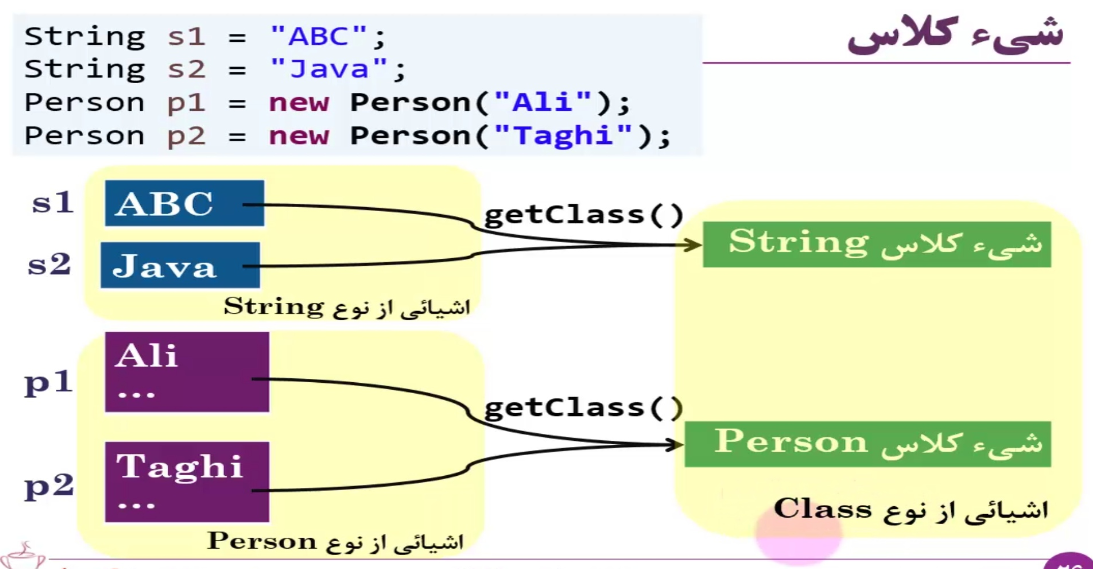 شیء کلاس
String s1 = "ABC";
String s2 = "Java";
Person p1 = new Person("Ali");
Person p2 = new Person("Taghi");
s1 ABC
getClass()
شیء کلاس String
s2 Java
اشیائی از نوع String
p1 Ali
...
getClass()
شیء کلاس Person
p2 Taghi
...
اشیائی از نوع Class
اشیائی از نوع Person